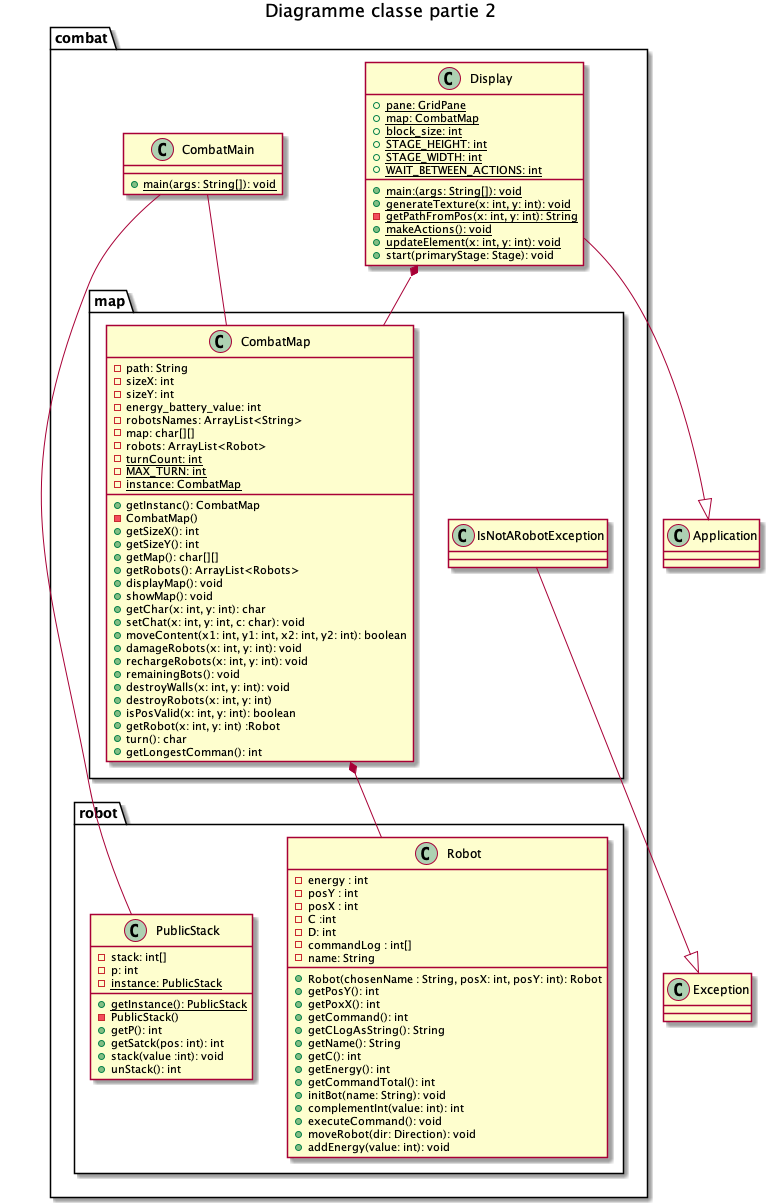 Diagramme classe partie 2
combat
C Display
pane: GridPane
map: CombatMap
block_size: int
STAGE_HEIGHT: int
STAGE_WIDTH: int
WAIT_BETWEEN_ACTIONS: int
main:(args: String[]): void
generateTexture(x: int, y: int): void
getPathFromPos(x: int, y: int): String
makeActions(): void
updateElement(x: int, y: int): void
start(primaryStage: Stage): void
C CombatMain
main(args: String[]): void
map
C CombatMap
path: String
sizeX: int
sizeY: int
energy_battery_value: int
robotsNames: ArrayList<String>
map: char[][]
robots: ArrayList<Robot>
turnCount: int
MAX_TURN: int
instance: CombatMap
getInstanc(): CombatMap
CombatMap()
getSizeX(): int
getSizeY(): int
getMap(): char[][]
getRobots(): ArrayList<Robots>
displayMap(): void
showMap(): void
getChar(x: int, y: int): char
setChat(x: int, y: int, c: char): void
moveContent(x1: int, y1: int, x2: int, y2: int): boolean
damageRobots(x: int, y: int): void
rechargeRobots(x: int, y: int): void
remainingBots(): void
destroyWalls(x: int, y: int): void
destroyRobots(x: int, y: int)
isPosValid(x: int, y: int): boolean
getRobot(x: int, y: int) :Robot
turn(): char
getLongestComman(): int
C IsNotARobotException
C Application
robot
C PublicStack
stack: int[]
p: int
instance: PublicStack
getInstance(): PublicStack
PublicStack()
getP(): int
getSatck(pos: int): int
stack(value :int): void
unStack(): int
C Robot
energy : int
posY : int
posX : int
C :int
D: int
commandLog : int[]
name: String
Robot(chosenName : String, posX: int, posY: int): Robot
getPosY(): int
getPoxX(): int
getCommand(): int
getCLogAsString(): String
getName(): String
getC(): int
getEnergy(): int
getCommandTotal(): int
initBot(name: String): void
complementInt(value: int): int
executeCommand(): void
moveRobot(dir: Direction): void
addEnergy(value: int): void
C Exception